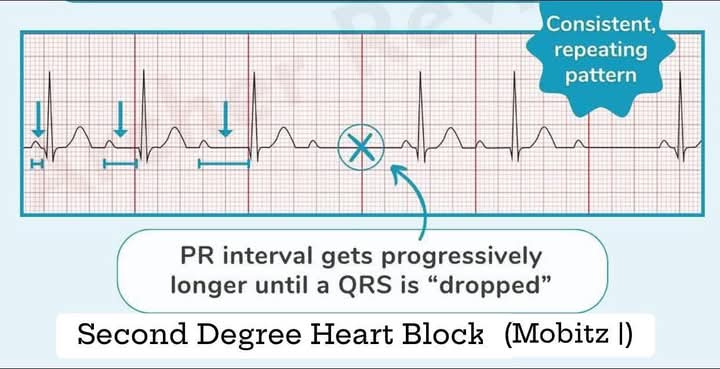 Consistent,
repeating
pattern
PR interval gets progressively
longer until a QRS is “dropped”
Second Degree Heart Block (Mobitz |)